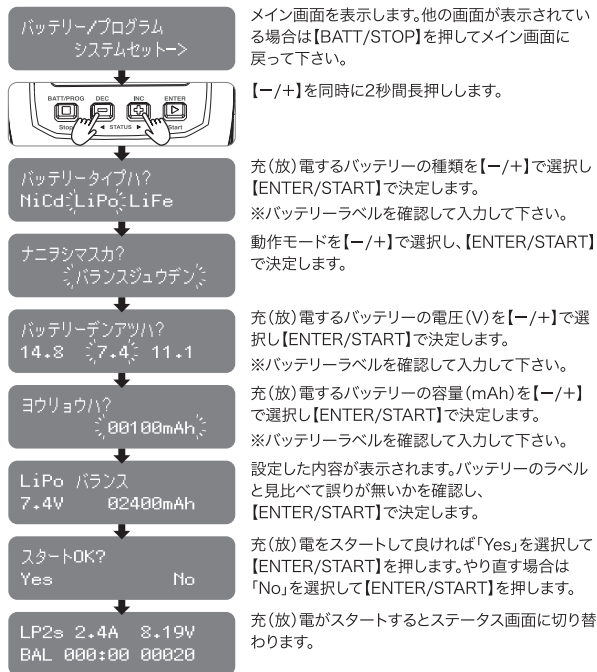 バッテリー/プログラム
システムセット->
メイン画面を表示します。他の画面が表示されてい
る場合は【BATT/STOP】を押してメイン画面に
戻って下さい。
BATT/PROG DEC INC ENTER
Stop ◀ STATUS ▶ Start
【ー/+】を同時に2秒間長押しします。
バッテリータイプハ?
NiCd LiPo LiFe
充(放)電するバッテリーの種類を【ー/+】で選択し
【ENTER/START】で決定します。
※バッテリーラベルを確認して入力して下さい。
ナニヲシマスカ?
バランスジュウデン
動作モードを【ー/+】で選択し、【ENTER/START】
で決定します。
バッテリーデンアツハ?
14.8 7.4 11.1
充(放)電するバッテリーの電圧(V)を【ー/+】で選
択し【ENTER/START】で決定します。
※バッテリーラベルを確認して入力して下さい。
ヨウリョウハ?
00100mAh
充(放)電するバッテリーの容量(mAh)を【ー/+】
で選択し【ENTER/START】で決定します。
※バッテリーラベルを確認して入力して下さい。
LiPo バランス
7.4V 02400mAh
設定した内容が表示されます。バッテリーのラベル
と見比べて誤りが無いかを確認し、
【ENTER/START】で決定します。
スタートOK?
Yes No
充(放)電をスタートして良ければ「Yes」を選択して
【ENTER/START】を押します。やり直す場合は
「No」を選択して【ENTER/START】を押します。
LP2s 2.4A 8.19V
BAL 000:00 00020
充(放)電がスタートするとステータス画面に切り替
わります。